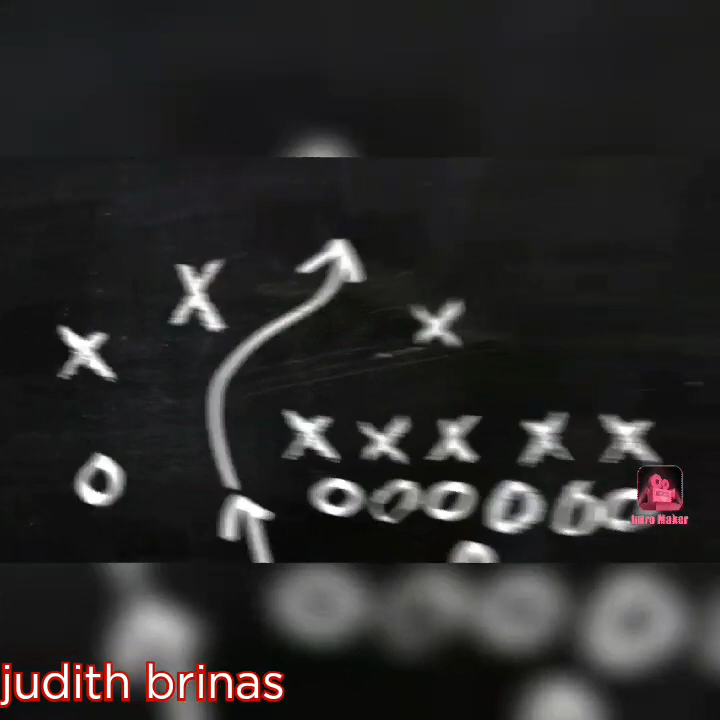 X
X
X
X X X X X
O
O O O O O O
O
Intro Maker
judith brinas